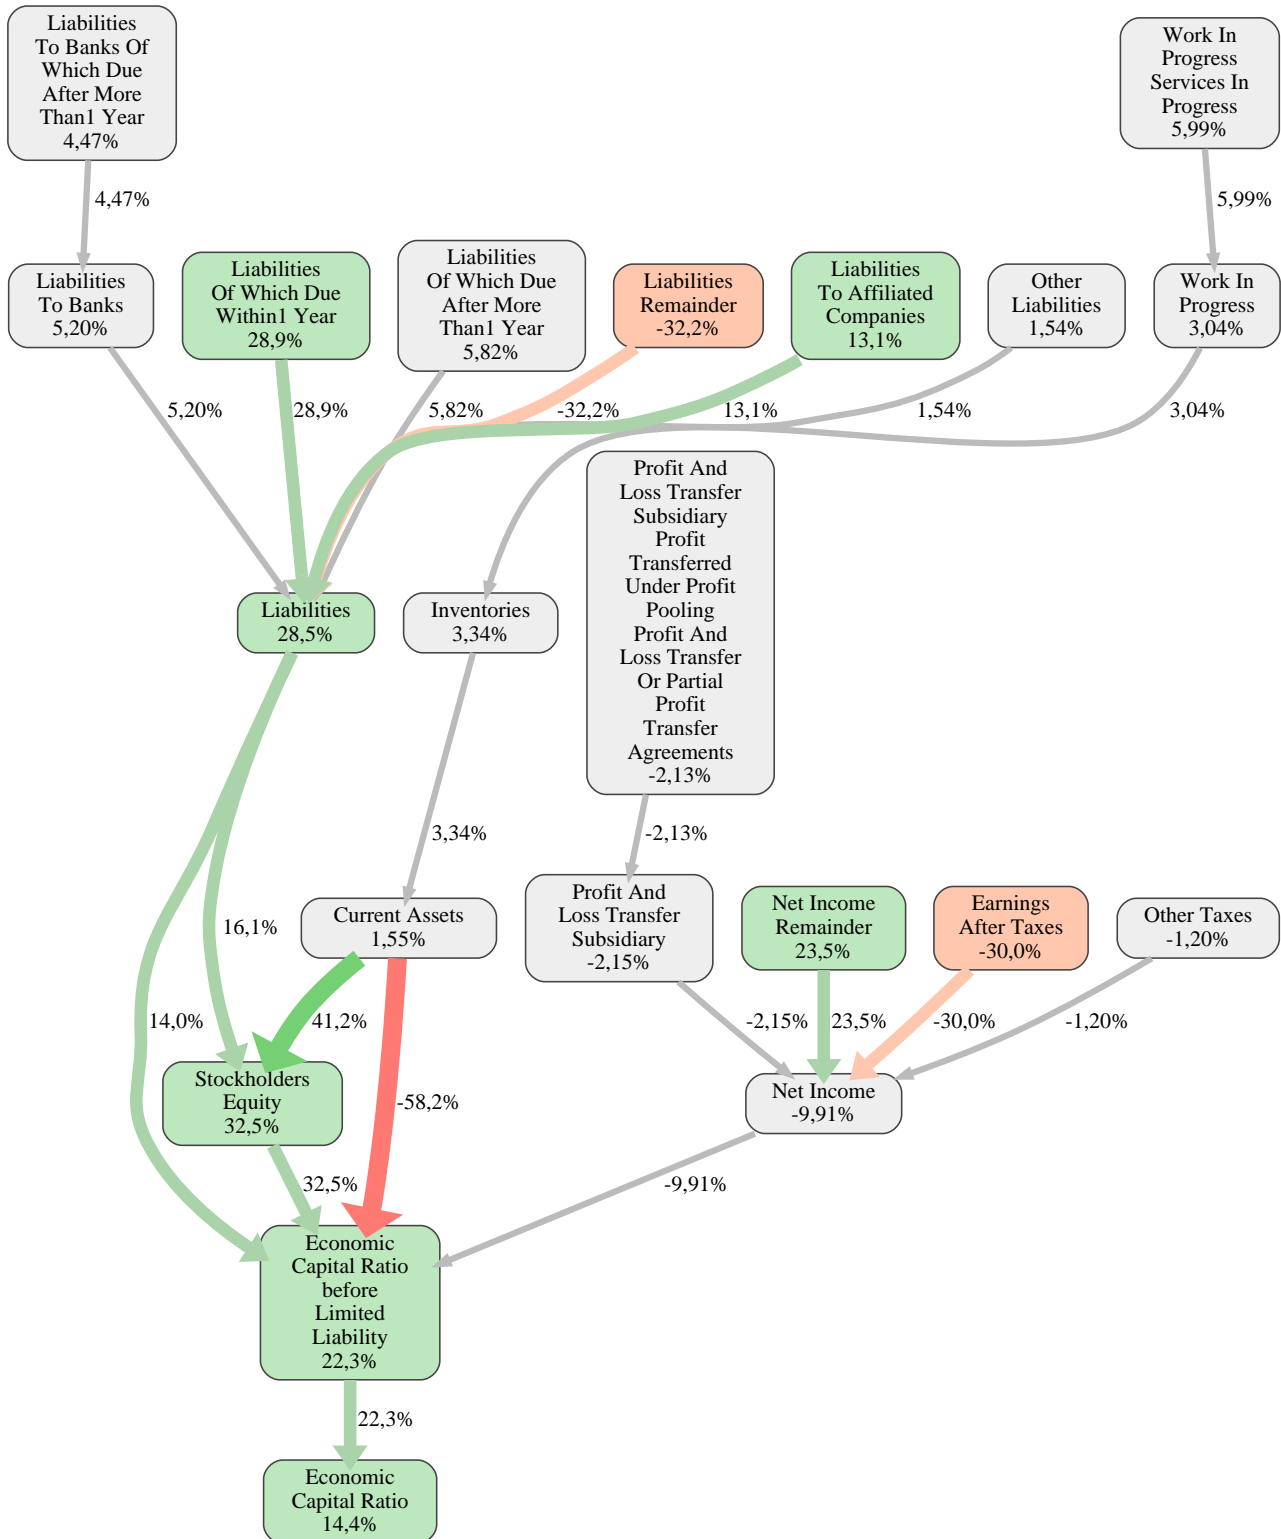 Liabilities
To Banks Of
Which Due
After More
Than1 Year
4,47%
Work In
Progress
Services In
Progress
5,99%
4,47%
5,99%
Liabilities
To Banks
5,20%
Liabilities
Of Which Due
Within1 Year
28,9%
Liabilities
Of Which Due
After More
Than1 Year
5,82%
Liabilities
Remainder
-32,2%
Liabilities
To Affiliated
Companies
13,1%
Other
Liabilities
1,54%
Work In
Progress
3,04%
5,20%
28,9%
5,82%
-32,2%
13,1%
1,54%
3,04%
Profit And
Loss Transfer
Subsidiary
Profit
Transferred
Under Profit
Pooling
Profit And
Loss Transfer
Or Partial
Profit
Transfer
Agreements
-2,13%
Liabilities
28,5%
Inventories
3,34%
3,34%
-2,13%
Current Assets
1,55%
Profit And
Loss Transfer
Subsidiary
-2,15%
Net Income
Remainder
23,5%
Earnings
After Taxes
-30,0%
Other Taxes
-1,20%
16,1%
14,0%
41,2%
-2,15%
23,5%
-30,0%
-1,20%
Stockholders
Equity
32,5%
-58,2%
Net Income
-9,91%
32,5%
-9,91%
Economic
Capital Ratio
before
Limited
Liability
22,3%
22,3%
Economic
Capital Ratio
14,4%